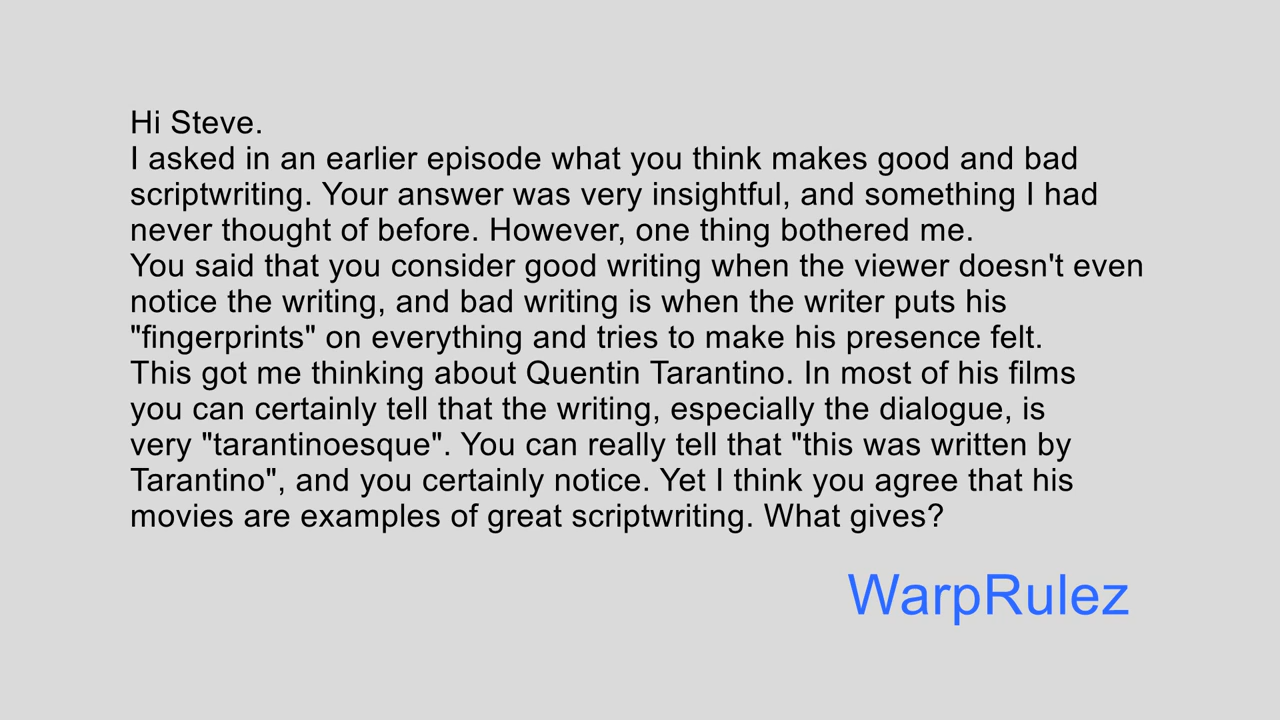 Hi Steve.
I asked in an earlier episode what you think makes good and bad
scriptwriting. Your answer was very insightful, and something I had
never thought of before. However, one thing bothered me.
You said that you consider good writing when the viewer doesn't even
notice the writing, and bad writing is when the writer puts his
"fingerprints" on everything and tries to make his presence felt.
This got me thinking about Quentin Tarantino. In most of his films
you can certainly tell that the writing, especially the dialogue, is
very "tarantinoesque". You can really tell that "this was written by
Tarantino", and you certainly notice. Yet I think you agree that his
movies are examples of great scriptwriting. What gives?
WarpRulez